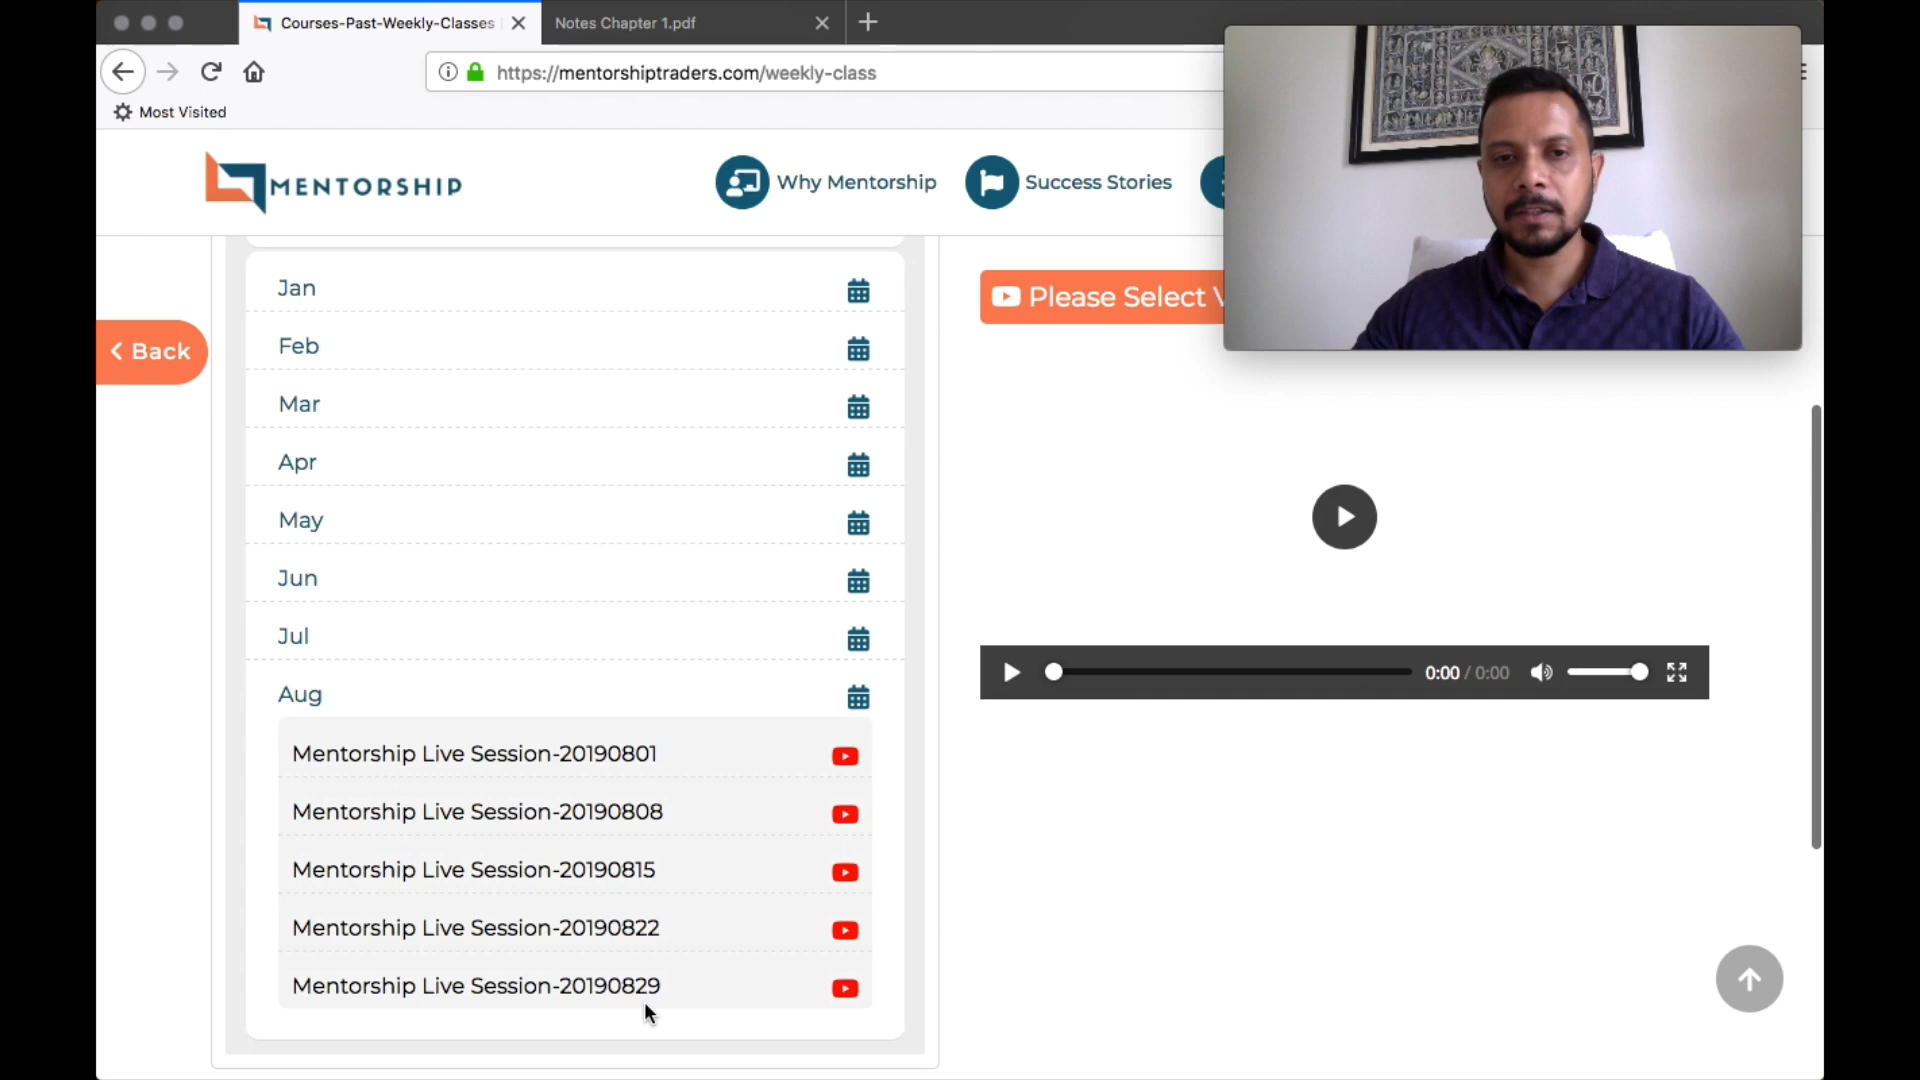 Courses-Past-Weekly-Classes
Notes Chapter 1.pdf
https://mentorshiptraders.com/weekly-class
Most Visited
MENTORSHIP
Why Mentorship
Success Stories
Jan
Feb
Mar
Apr
May
Jun
Jul
Aug
Mentorship Live Session-20190801
Mentorship Live Session-20190808
Mentorship Live Session-20190815
Mentorship Live Session-20190822
Mentorship Live Session-20190829
Back
Please Select
0:00 / 0:00